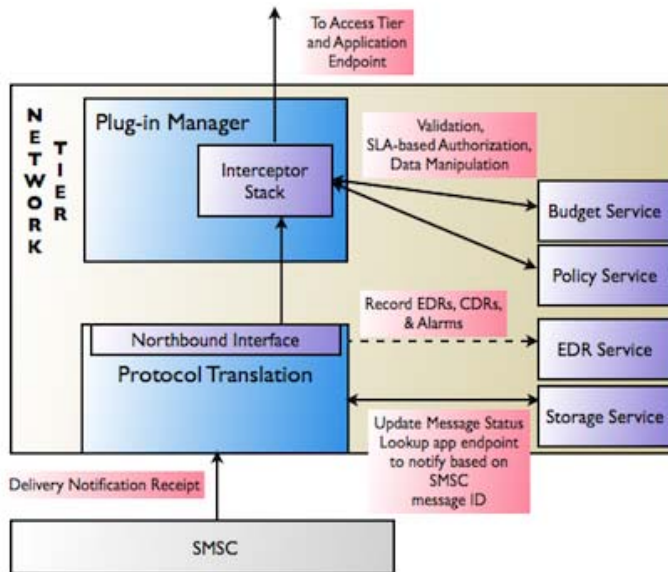 To Access Tier
and Application
Endpoint
NETWORK
TIER
Plug-in Manager
Interceptor
Stack
Validation,
SLA-based Authorization,
Data Manipulation
Budget Service
Policy Service
Record EDRs, CDRs,
& Alarms
Northbound Interface
EDR Service
Protocol Translation
Storage Service
Update Message Status
Lookup app endpoint
to notify based on
SMSC
message ID
Delivery Notification Receipt
SMSC